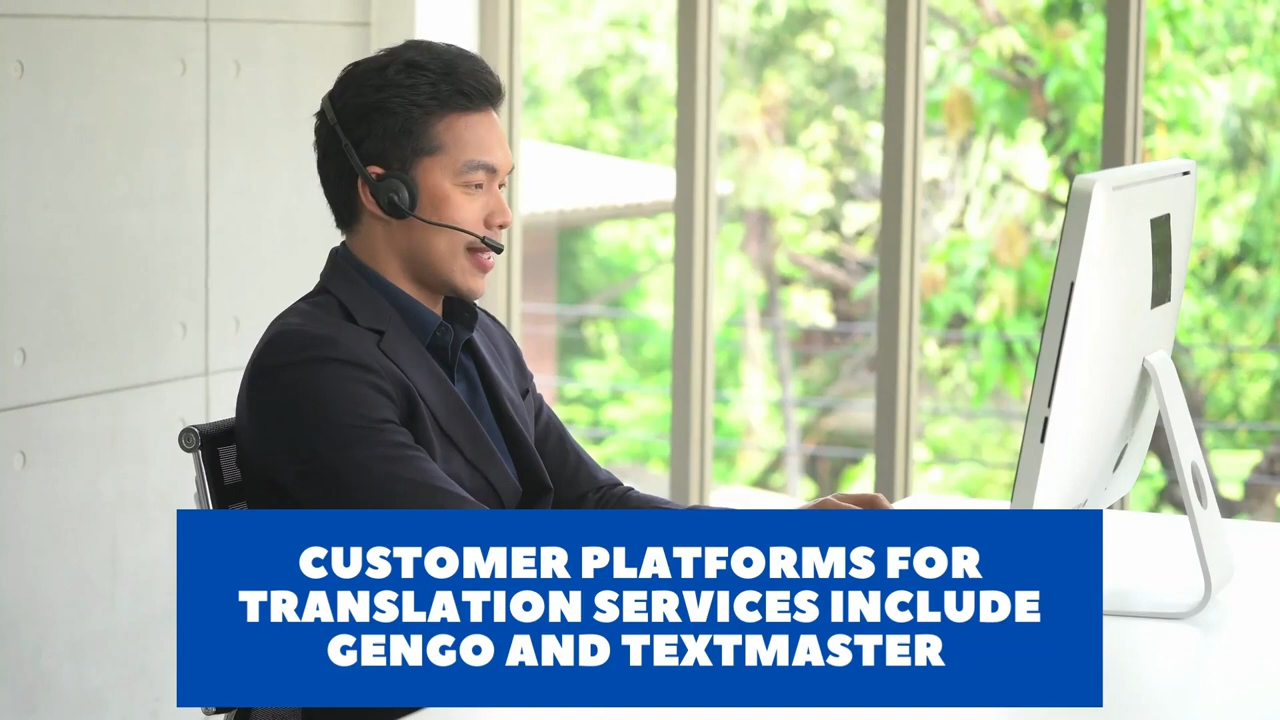 CUSTOMER PLATFORMS FOR
TRANSLATION SERVICES INCLUDE
GENGO AND TEXTMASTER